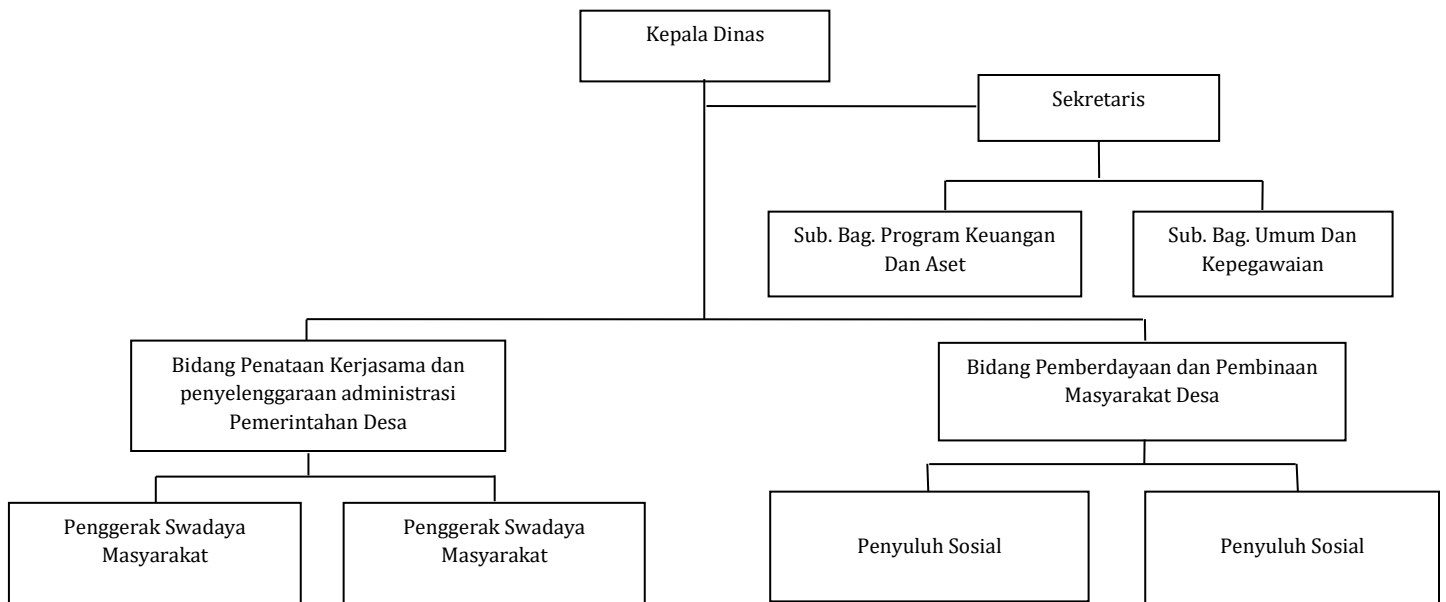 Kepala Dinas
Sekretaris
Sub. Bag. Program Keuangan
Dan Aset
Sub. Bag. Umum Dan
Kepegawaian
Bidang Penataan Kerjasama dan
penyelenggaraan administrasi
Pemerintahan Desa
Bidang Pemberdayaan dan Pembinaan
Masyarakat Desa
Penggerak Swadaya
Masyarakat
Penggerak Swadaya
Masyarakat
Penyuluh Sosial
Penyuluh Sosial